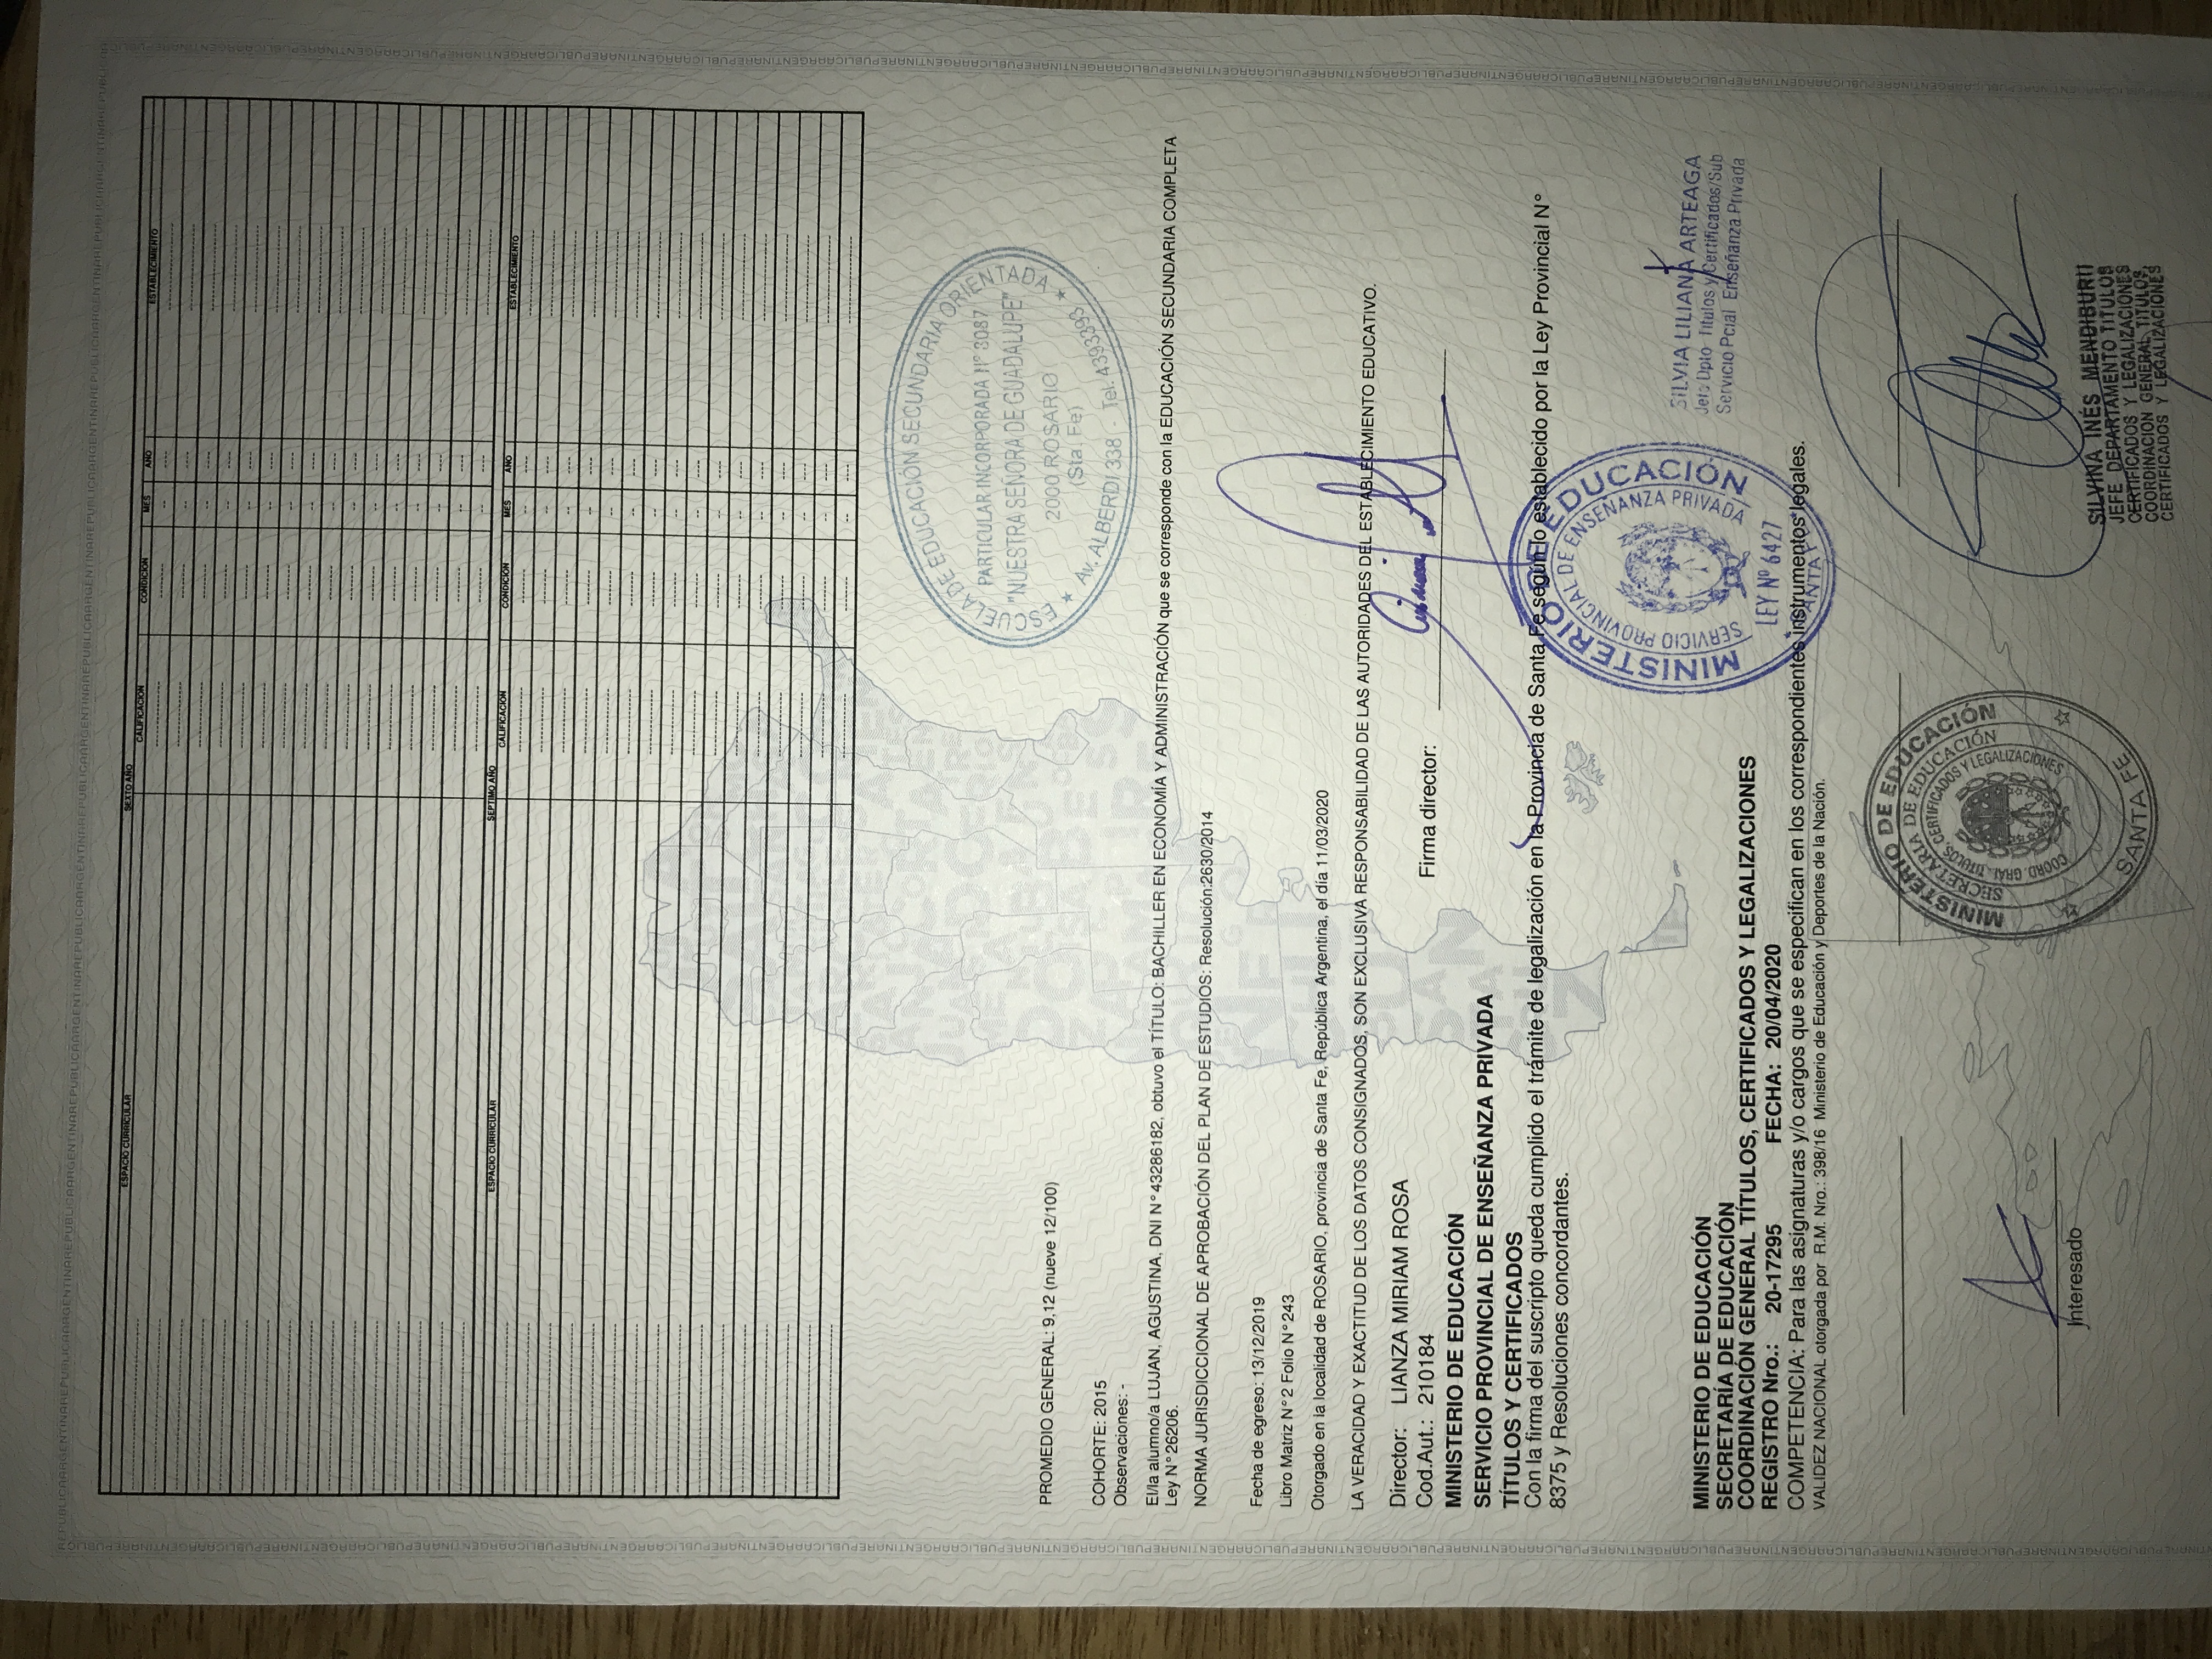 REPUBLICAARGENTINAREPUBLICAARGENTINAREPUBLICAARGENTINAREPUBLICAARGENTINAREPUBLICAARGENTINA
SEXTO AÑO
ESPACIO CURRICULAR CALIFICACION CONDICION MES AÑO ESTABLECIMIENTO
SEPTIMO AÑO
ESPACIO CURRICULAR CALIFICACION CONDICION MES AÑO ESTABLECIMIENTO
ESCUELA DE EDUCACIÓN SECUNDARIA ORIENTADA
PARTICULAR INCORPORADA Nº 3087
"NUESTRA SEÑORA DE GUADALUPE"
2000 ROSARIO
(Sta. Fe)
★ Av. ALBERDI 338 - Tel. 4393393 ★
PROMEDIO GENERAL: 9,12 (nueve 12/100)
COHORTE: 2015
Observaciones: -
El/la alumno/a LUJAN, AGUSTINA, DNI N°43286182, obtuvo el TÍTULO: BACHILLER EN ECONOMÍA Y ADMINISTRACIÓN que se corresponde con la EDUCACIÓN SECUNDARIA COMPLETA
Ley N°26206.
NORMA JURISDICCIONAL DE APROBACIÓN DEL PLAN DE ESTUDIOS: Resolución:2630/2014
Fecha de egreso: 13/12/2019
Libro Matriz N°2 Folio N°243
Otorgado en la localidad de ROSARIO, provincia de Santa Fe, República Argentina, el día 11/03/2020
LA VERACIDAD Y EXACTITUD DE LOS DATOS CONSIGNADOS, SON EXCLUSIVA RESPONSABILIDAD DE LAS AUTORIDADES DEL ESTABLECIMIENTO EDUCATIVO.
Director: LIANZA MIRIAM ROSA
Cod.Aut.: 210184
Firma director:
MINISTERIO DE EDUCACIÓN
SERVICIO PROVINCIAL DE ENSEÑANZA PRIVADA
TÍTULOS Y CERTIFICADOS
Con la firma del suscripto queda cumplido el trámite de legalización en la Provincia de Santa Fe según lo establecido por la Ley Provincial N°
8375 y Resoluciones concordantes.
MINISTERIO DE EDUCACIÓN
SERVICIO PROVINCIAL DE ENSEÑANZA PRIVADA
LEY Nº 6427
SANTA FE
SILVIA LILIANA ARTEAGA
Jefe Dpto Titulos y Certificados/Sub
Servicio Pcial Enseñanza Privada
MINISTERIO DE EDUCACIÓN
SECRETARÍA DE EDUCACIÓN
COORDINACIÓN GENERAL TÍTULOS, CERTIFICADOS Y LEGALIZACIONES
REGISTRO Nro.: 20-17295 FECHA: 20/04/2020
COMPETENCIA: Para las asignaturas y/o cargos que se especifican en los correspondientes instrumentos legales.
VALIDEZ NACIONAL otorgada por R.M. Nro.: 398/16 Ministerio de Educación y Deportes de la Nación.
MINISTERIO DE EDUCACIÓN
SECRETARIA DE EDUCACIÓN
COORD. GRAL. TITULOS, CERTIFICADOS Y LEGALIZACIONES
SANTA FE
Interesado
SILVINA INÉS MENDIBURII
JEFE DEPARTAMENTO TITULOS
CERTIFICADOS Y LEGALIZACIONES
COORDINACION GENERAL TITULOS,
CERTIFICADOS Y LEGALIZACIONES